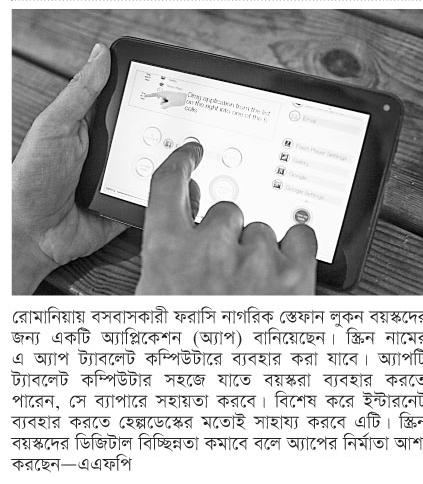 Drag application from the list
on the right into one of the 6
cells
Email
Flash Player Settings
Gallery
Google
Google Settings
রোমানিয়ায় বসবাসকারী ফরাসি নাগরিক স্তেফান লুকন বয়স্কদের
জন্য একটি অ্যাপ্লিকেশন (অ্যাপ) বানিয়েছেন। স্ক্রিন নামের
এ অ্যাপ ট্যাবলেট কম্পিউটারে ব্যবহার করা যাবে। অ্যাপটি
ট্যাবলেট কম্পিউটার সহজে যাতে বয়স্করা ব্যবহার করতে
পারেন, সে ব্যাপারে সহায়তা করবে। বিশেষ করে ইন্টারনেট
ব্যবহার করতে হেল্পডেস্কের মতোই সাহায্য করবে এটি। স্ক্রিন
বয়স্কদের ডিজিটাল বিচ্ছিন্নতা কমাবে বলে অ্যাপের নির্মাতা আশা
করছেন—এএফপি